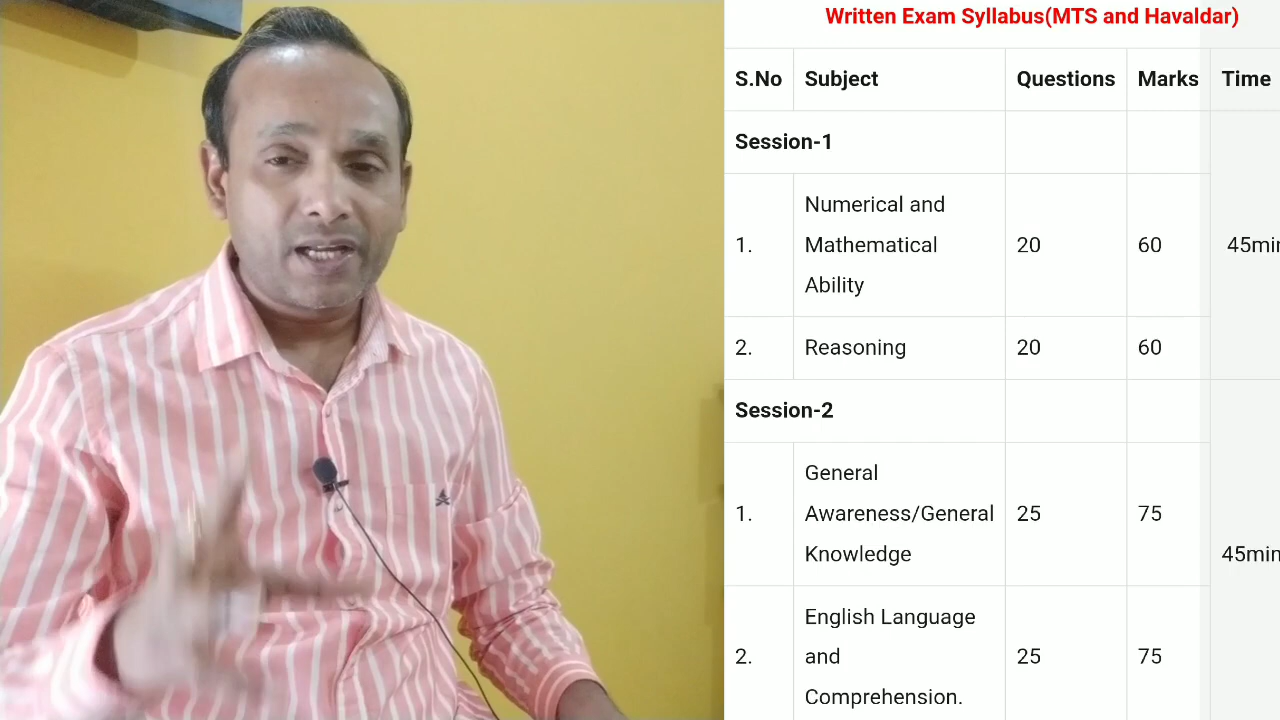 Written Exam Syllabus(MTS and Havaldar)
S.No Subject Questions Marks Time
Session-1
1. Numerical and Mathematical Ability 20 60 45min
2. Reasoning 20 60
Session-2
1. General Awareness/General Knowledge 25 75 45min
2. English Language and Comprehension. 25 75